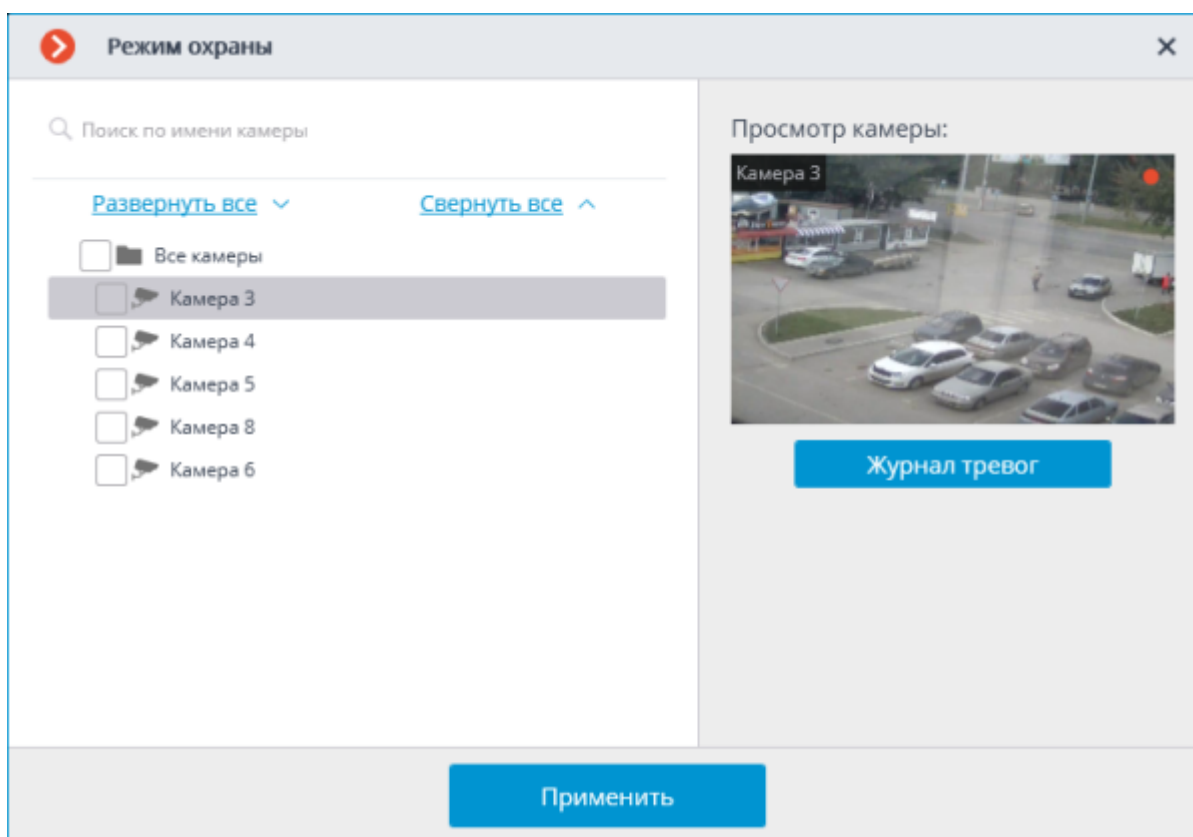 Режим охраны
Поиск по имени камеры
Развернуть все
Свернуть все
Все камеры
Камера 3
Камера 4
Камера 5
Камера 8
Камера 6
Просмотр камеры:
Камера 3
Журнал тревог
Применить